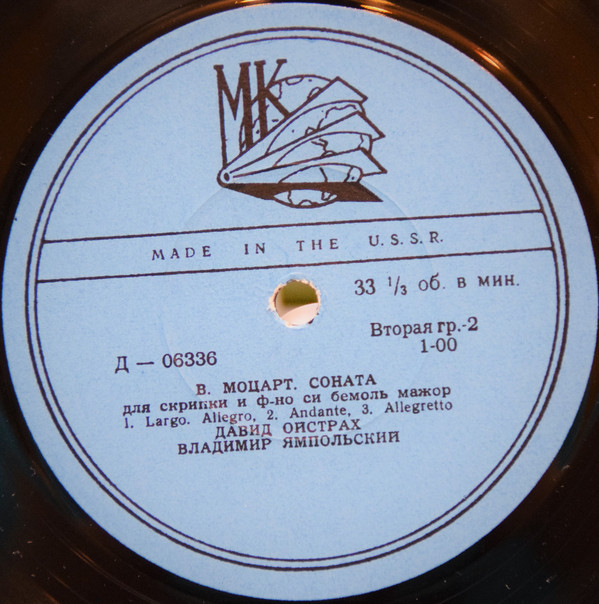 МК
MADE IN THE U.S.S.R.
33 1/3 об. в мин.
Вторая гр.-2
1-00
Д — 06336
В. МОЦАРТ. СОНАТА
для скрипки и ф-но си бемоль мажор
1. Largo. Allegro, 2. Andante, 3. Allegretto
ДАВИД ОЙСТРАХ
ВЛАДИМИР ЯМПОЛЬСКИЙ